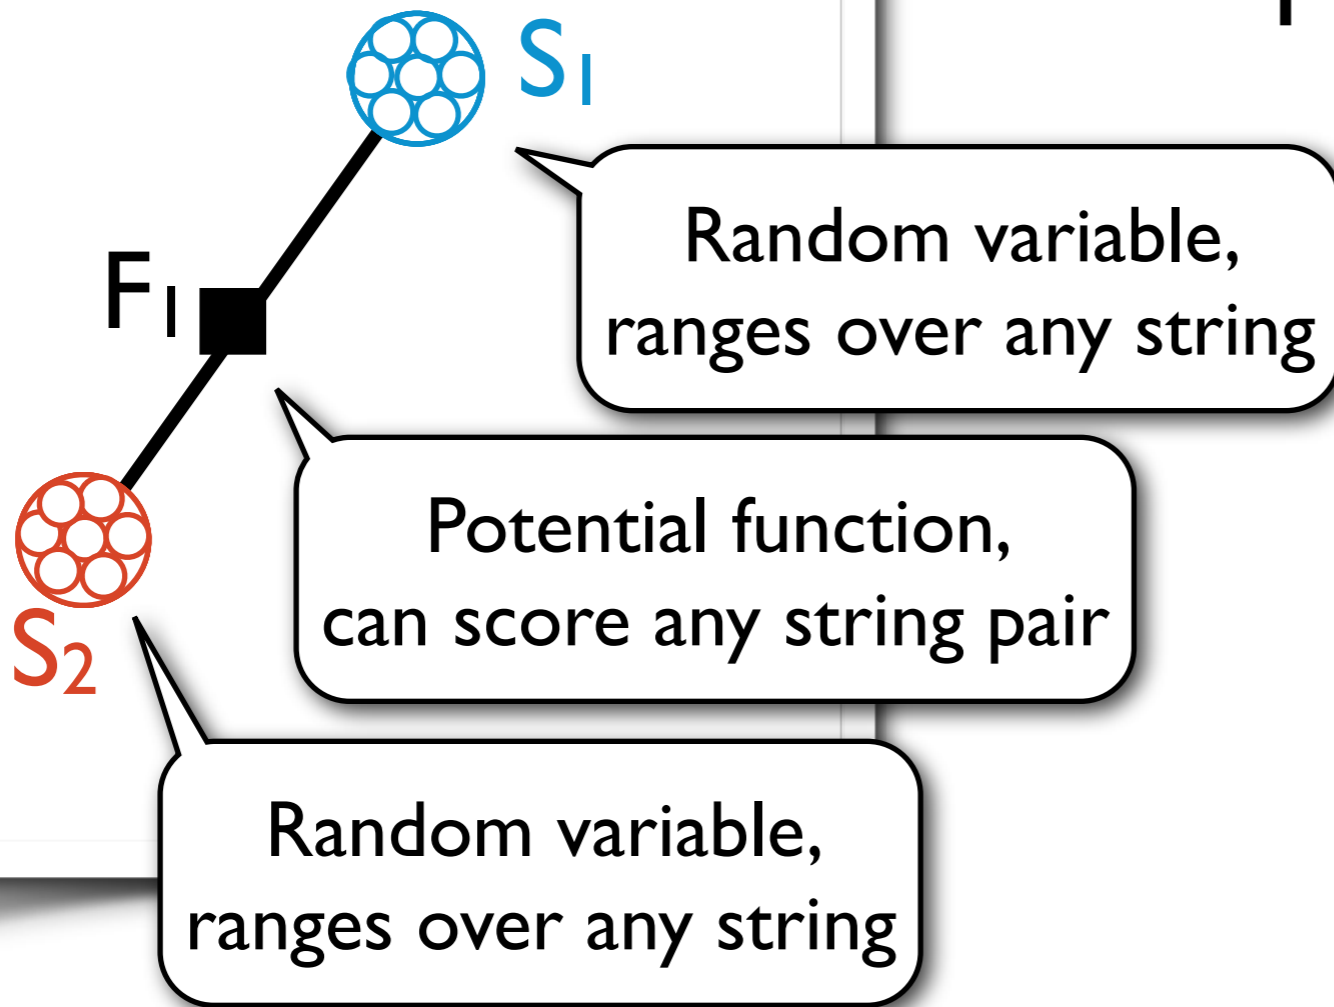 S1
Random variable,
ranges over any string
F1
Potential function,
can score any string pair
S2
Random variable,
ranges over any string